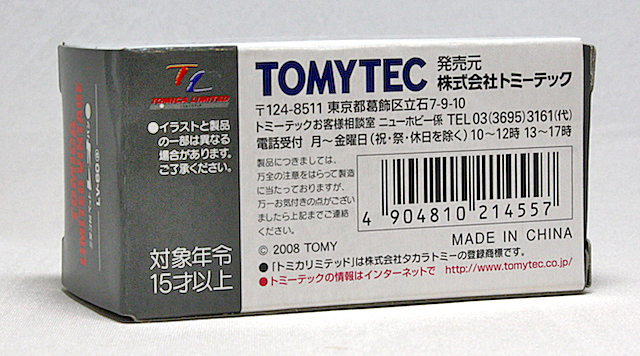 TL
TOMICA LIMITED
●イラストと製品
の一部は異なる
場合があります。
ご了承ください。
対象年令
15才以上
TOMYTEC
発売元
株式会社トミーテック
〒124-8511 東京都葛飾区立石7-9-10
トミーテックお客様相談室 ニューホビー係 TEL 03(3695)3161(代)
電話受付 月〜金曜日(祝・祭・休日を除く)10〜12時 13〜17時
製品につきましては、
万全の注意をはらって製造
に当たっておりますが、
万一お気付きの点がござい
ましたら上記までご連絡
ください。
4 904810 214557
© 2008 TOMY
MADE IN CHINA
●「トミカリミテッド」は株式会社タカラトミーの登録商標です。
●トミーテックの情報はインターネットで http://www.tomytec.co.jp/